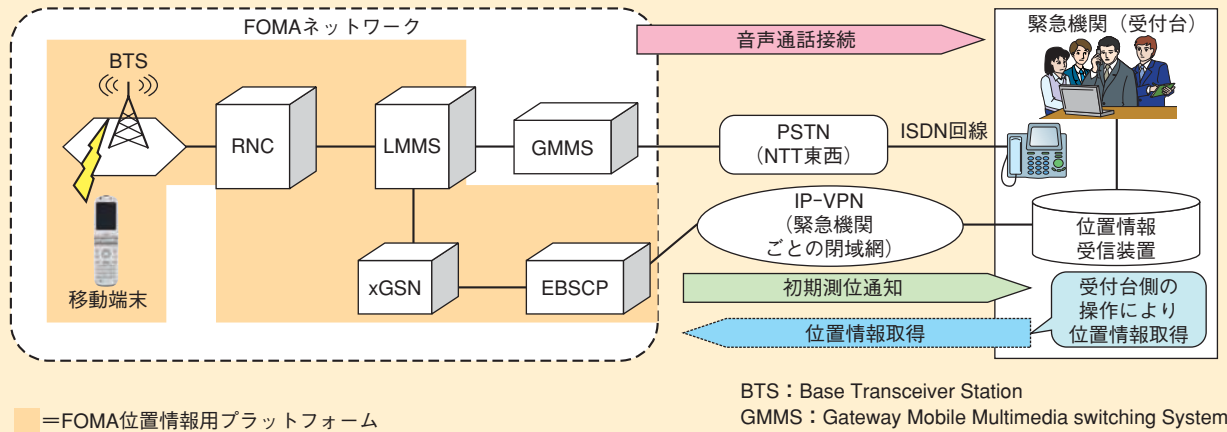 FOMAネットワーク
音声通話接続
緊急機関（受付台）
BTS
RNC
LMMS
GMMS
PSTN
（NTT東西）
ISDN回線
移動端末
xGSN
EBSCP
IP-VPN
（緊急機関
ごとの閉域網）
位置情報
受信装置
初期測位通知
位置情報取得
受付台側の
操作により
位置情報取得
＝FOMA位置情報用プラットフォーム
BTS：Base Transceiver Station
GMMS：Gateway Mobile Multimedia switching System